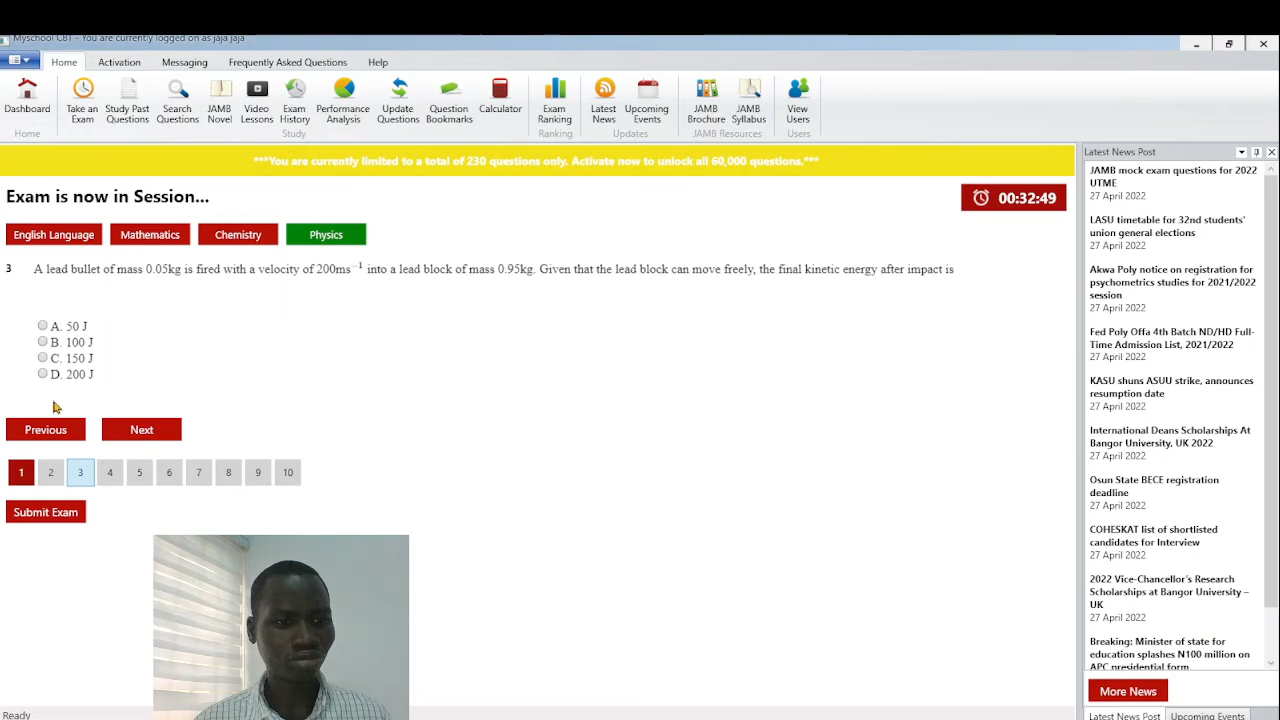 Myschool CBT - You are currently logged on as jaja jaja
Home Activation Messaging Frequently Asked Questions Help
Dashboard
Take an Exam
Study Past Questions
Search Questions
JAMB Novel
Video Lessons
Exam History
Performance Analysis
Update Questions
Question Bookmarks
Calculator
Exam Ranking
Latest News
Upcoming Events
JAMB Brochure
JAMB Syllabus
View Users
Home Study Ranking Updates JAMB Resources Users
***You are currently limited to a total of 230 questions only. Activate now to unlock all 60,000 questions.***
Exam is now in Session...
00:32:49
English Language Mathematics Chemistry Physics
3 A lead bullet of mass 0.05kg is fired with a velocity of 200ms⁻¹ into a lead block of mass 0.95kg. Given that the lead block can move freely, the final kinetic energy after impact is
A. 50 J
B. 100 J
C. 150 J
D. 200 J
Previous Next
1 2 3 4 5 6 7 8 9 10
Submit Exam
Ready
Latest News Post
JAMB mock exam questions for 2022
UTME
27 April 2022
LASU timetable for 32nd students'
union general elections
27 April 2022
Akwa Poly notice on registration for
psychometrics studies for 2021/2022
session
27 April 2022
Fed Poly Offa 4th Batch ND/HD Full-
Time Admission List, 2021/2022
27 April 2022
KASU shuns ASUU strike, announces
resumption date
27 April 2022
International Deans Scholarships At
Bangor University, UK 2022
27 April 2022
Osun State BECE registration
deadline
27 April 2022
COHESKAT list of shortlisted
candidates for Interview
27 April 2022
2022 Vice-Chancellor's Research
Scholarships at Bangor University –
UK
27 April 2022
Breaking: Minister of state for
education splashes N100 million on
APC presidential form
More News
Latest News Post Upcoming Events